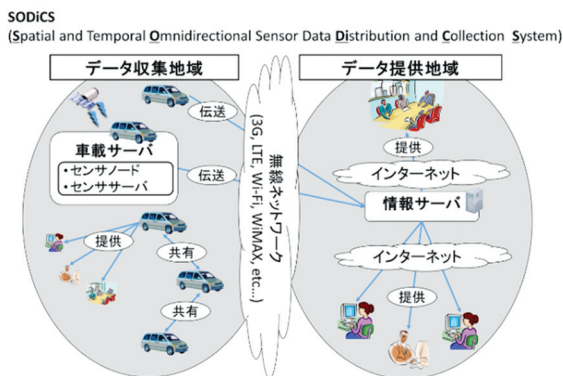 SODiCS
(Spatial and Temporal Omnidirectional Sensor Data Distribution and Collection System)
データ収集地域
データ提供地域
伝送
車載サーバ
・センサノード
・センササーバ
伝送
提供
共有
共有
無線ネットワーク
(3G, LTE, Wi-Fi, WiMAX, etc...)
提供
インターネット
情報サーバ
インターネット
提供